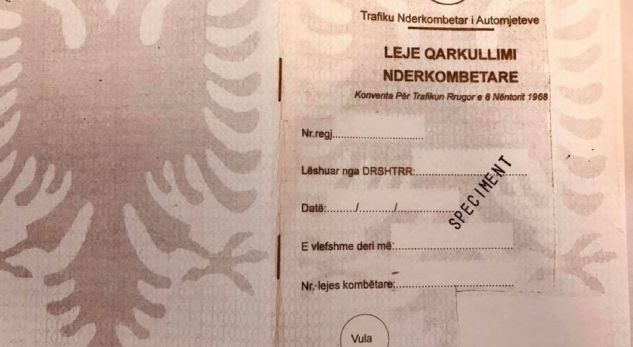 Trafiku Nderkombetar i Automjeteve
LEJE QARKULLIMI
NDERKOMBETARE
Konventa Për Trafikun Rrugor e 8 Nëntorit 1968
Nr.regj..........................
Lëshuar nga DRSHTRR:................................
Datë:......../........../..................
SPECIMENT
E vlefshme deri më:..................................
Nr.-lejes kombëtare:..................................
Vula